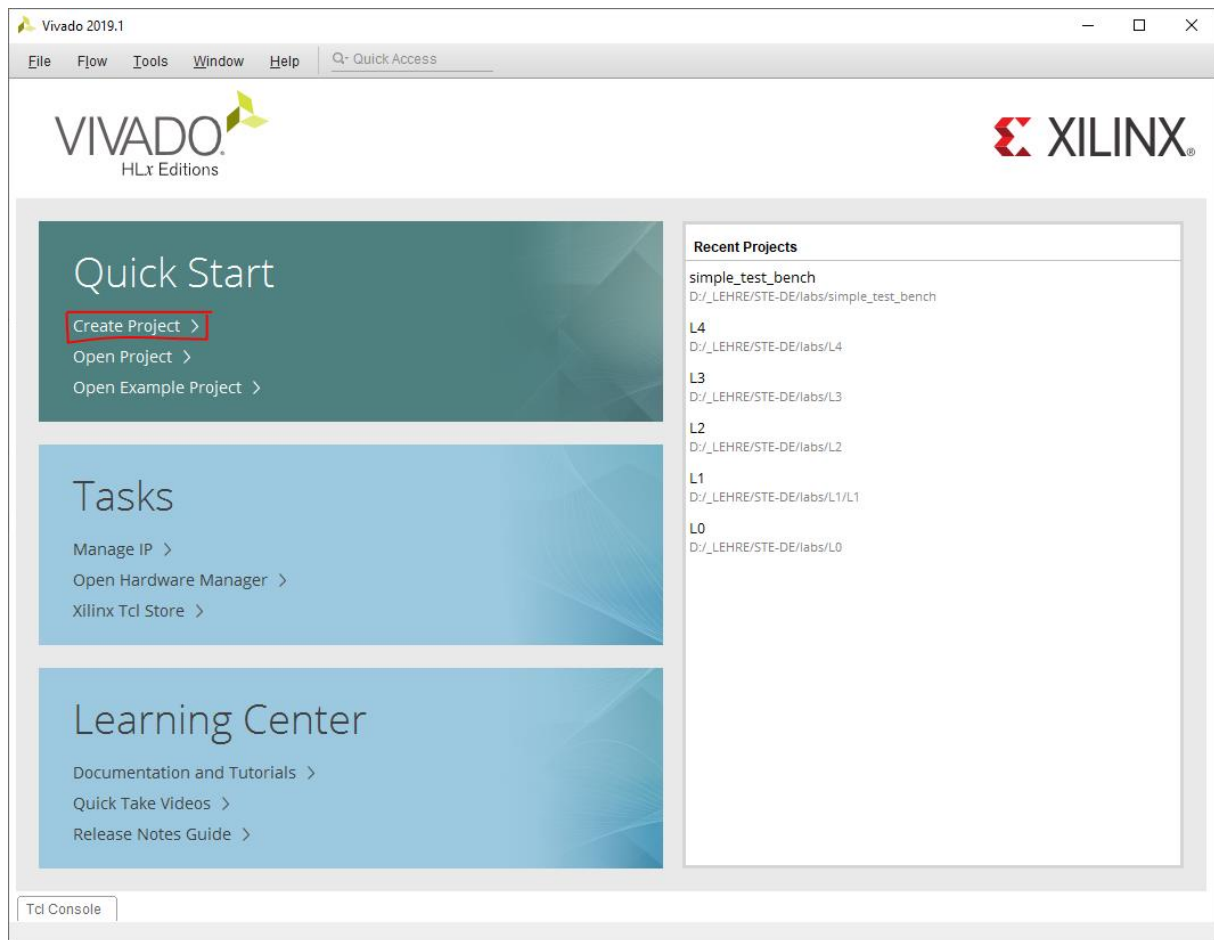 Vivado 2019.1
File Flow Tools Window Help Q- Quick Access
VIVADO.
HLx Editions
XILINX®
Quick Start
Create Project >
Open Project >
Open Example Project >
Tasks
Manage IP >
Open Hardware Manager >
Xilinx Tcl Store >
Learning Center
Documentation and Tutorials >
Quick Take Videos >
Release Notes Guide >
Recent Projects
simple_test_bench
D:/_LEHRE/STE-DE/labs/simple_test_bench
L4
D:/_LEHRE/STE-DE/labs/L4
L3
D:/_LEHRE/STE-DE/labs/L3
L2
D:/_LEHRE/STE-DE/labs/L2
L1
D:/_LEHRE/STE-DE/labs/L1/L1
L0
D:/_LEHRE/STE-DE/labs/L0
Tcl Console